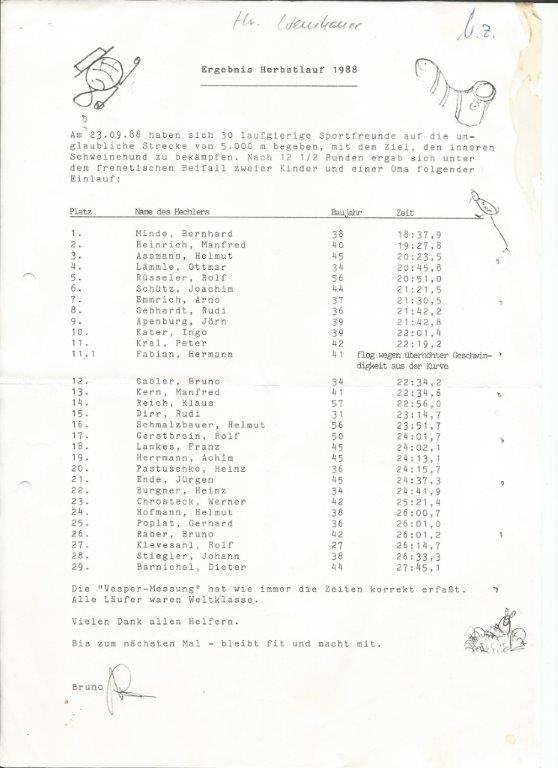 Hr.
b.z.
Ergebnis Herbstlauf 1988
Am 23.09.88 haben sich 30 laufgierige Sportfreunde auf die un-
glaubliche Strecke von 5.000 m begeben, mit dem Ziel, den inneren
Schweinehund zu bekämpfen. Nach 12 1/2 Runden ergab sich unter
dem frenetischen Beifall zweier Kinder und einer Oma folgender
Einlauf:
Platz Name des Hechlers Baujahr Zeit
1. Minde, Bernhard 38 18:37,9
2. Heinrich, Manfred 40 19:27,8
3. Assmann, Helmut 45 20:23,5
4. Lämmle, Ottmar 34 20:45,8
5. Rüsseler, Rolf 56 20:51,0
6. Schütz, Joachim 44 21:21,5
7. Emmrich, Arno 37 21:30,5
8. Gebhardt, Rudi 36 21:42,2
9. Apenburg, Jörn 39 21:42,8
10. Kater, Ingo 39 22:01,4
11. Kral, Peter 42 22:19,2
11.1 Fabian, Hermann 41 flog wegen überhöhter Geschwin-
digkeit aus der Kurve
12. Gabler, Bruno 34 22:34,2
13. Kern, Manfred 41 22:34,6
14. Reich, Klaus 57 22:56,0
15. Dirr, Rudi 31 23:14,7
16. Schmalzbauer, Helmut 56 23:51,7
17. Gerstbrein, Rolf 50 24:01,7
18. Lankes, Franz 45 24:02,1
19. Herrmann, Achim 45 24:13,1
20. Pastuschko, Heinz 36 24:15,7
21. Ende, Jürgen 45 24:37,3
22. Burgner, Heinz 34 24:41,9
23. Chrosteck, Werner 42 25:21,4
24. Hofmann, Helmut 38 26:00,7
25. Poplat, Gerhard 36 26:01,0
26. Raber, Bruno 42 26:01,2
27. Klevesahl, Rolf 27 26:14,7
28. Stiegler, Johann 38 26:33,3
29. Barnichel, Dieter 44 27:45,1
Die "Vesper-Messung" hat wie immer die Zeiten korrekt erfaßt.
Alle Läufer waren Weltklasse.
Vielen Dank allen Helfern.
Bis zum nächsten Mal - bleibt fit und macht mit.
Bruno